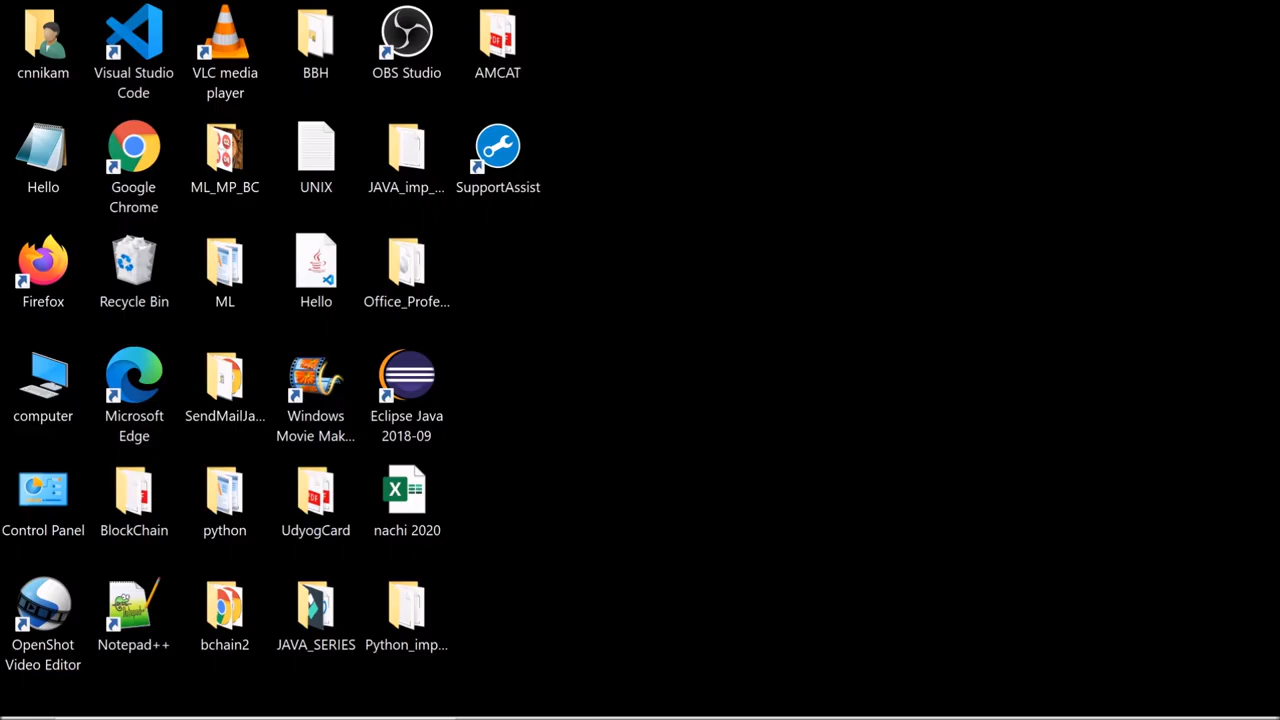 cnnikam
Visual Studio
Code
VLC media
player
BBH
OBS Studio
AMCAT
Hello
Google
Chrome
ML_MP_BC
UNIX
JAVA_imp_...
SupportAssist
Firefox
Recycle Bin
ML
Hello
Office_Profe...
computer
Microsoft
Edge
SendMailJa...
Windows
Movie Mak...
Eclipse Java
2018-09
Control Panel
BlockChain
python
UdyogCard
nachi 2020
OpenShot
Video Editor
Notepad++
bchain2
JAVA_SERIES
Python_imp...